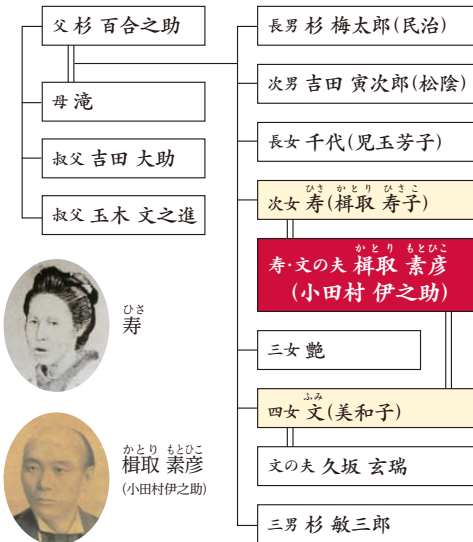 父 杉 百合之助
母 滝
叔父 吉田 大助
叔父 玉木 文之進
長男 杉 梅太郎(民治)
次男 吉田 寅次郎(松陰)
長女 千代(児玉芳子)
ひさ かとり ひさこ
次女 寿(楫取 寿子)
かとり もとひこ
寿・文の夫 楫取 素彦
(小田村 伊之助)
三女 艶
ふみ
四女 文(美和子)
文の夫 久坂 玄瑞
三男 杉 敏三郎
ひさ
寿
かとり もとひこ
楫取 素彦
(小田村伊之助)